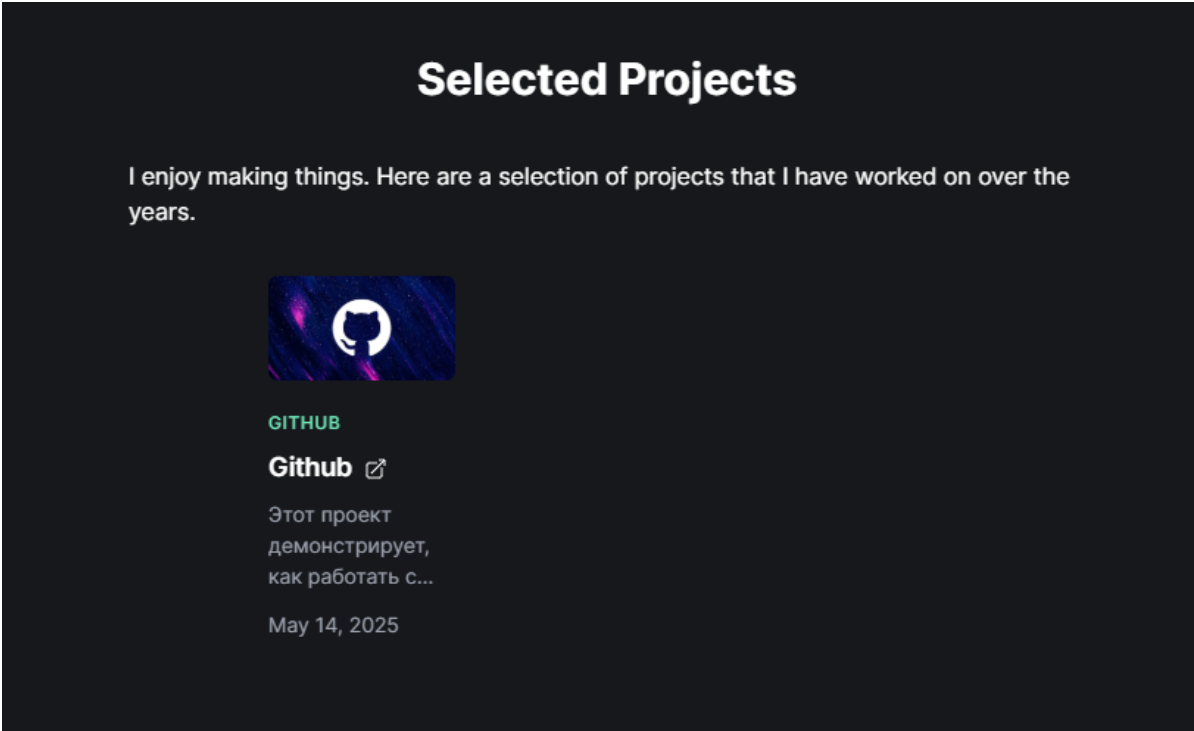 Selected Projects
I enjoy making things. Here are a selection of projects that I have worked on over the
years.
GITHUB
Github
Этот проект
демонстрирует,
как работать с...
May 14, 2025